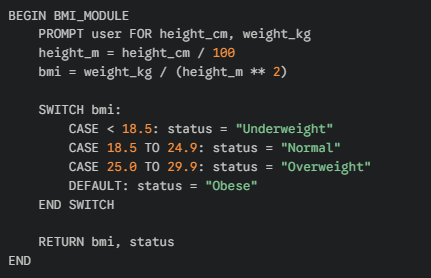 BEGIN BMI_MODULE
    PROMPT user FOR height_cm, weight_kg
    height_m = height_cm / 100
    bmi = weight_kg / (height_m ** 2)

    SWITCH bmi:
        CASE < 18.5: status = "Underweight"
        CASE 18.5 TO 24.9: status = "Normal"
        CASE 25.0 TO 29.9: status = "Overweight"
        DEFAULT: status = "Obese"
    END SWITCH

    RETURN bmi, status
END